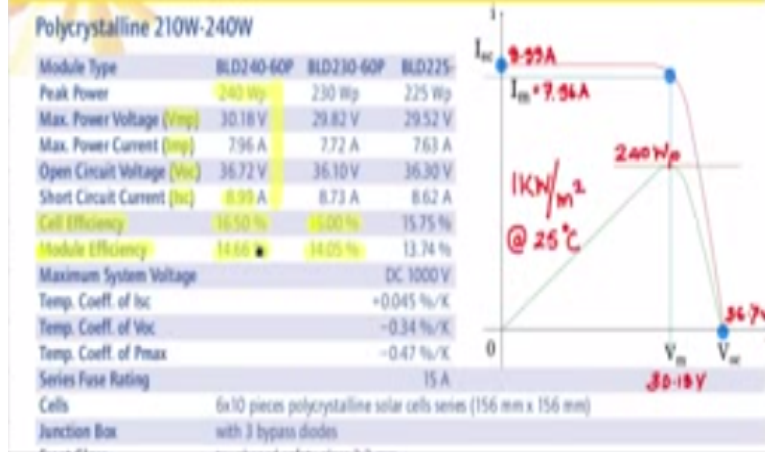 Polycrystalline 210W-240W
Module Type BLD240-60P BLD230-60P BLD225-
Peak Power 240 Wp 230 Wp 225 Wp
Max. Power Voltage (Vmp) 30.18 V 29.82 V 29.52 V
Max. Power Current (Imp) 7.96 A 7.72 A 7.63 A
Open Circuit Voltage (Voc) 36.72 V 36.10 V 36.30 V
Short Circuit Current (Isc) 8.99 A 8.73 A 8.62 A
Cell Efficiency 16.50 % 16.00 % 15.75 %
Module Efficiency 14.66 14.05 % 13.74 %
Maximum System Voltage DC 1000 V
Temp. Coeff. of Isc +0.045 %/K
Temp. Coeff. of Voc -0.34 %/K
Temp. Coeff. of Pmax -0.47 %/K
Series Fuse Rating 15 A
Cells 6x10 pieces polycrystalline solar cells series (156 mm x 156 mm)
Junction Box with 3 bypass diodes
i
Isc 8.99A
Im = 7.96A
240Wp
1KW/m²
@ 25°C
36.7
0 Vm Voc
30.18V